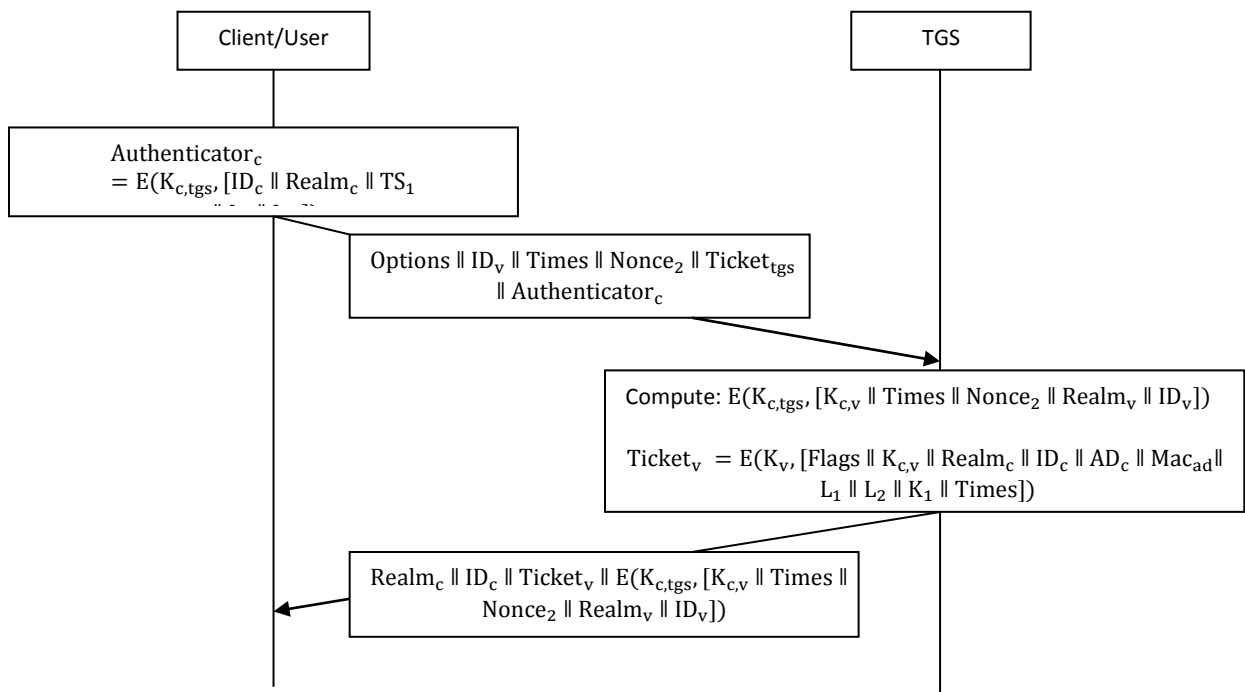 Client/User
TGS
Authenticator_c
= E(K_c,tgs, [ID_c ∥ Realm_c ∥ TS_1
Options ∥ ID_v ∥ Times ∥ Nonce_2 ∥ Ticket_tgs
∥ Authenticator_c
Compute: E(K_c,tgs, [K_c,v ∥ Times ∥ Nonce_2 ∥ Realm_v ∥ ID_v])
Ticket_v = E(K_v, [Flags ∥ K_c,v ∥ Realm_c ∥ ID_c ∥ AD_c ∥ Mac_ad∥
L_1 ∥ L_2 ∥ K_1 ∥ Times])
Realm_c ∥ ID_c ∥ Ticket_v ∥ E(K_c,tgs, [K_c,v ∥ Times ∥
Nonce_2 ∥ Realm_v ∥ ID_v])